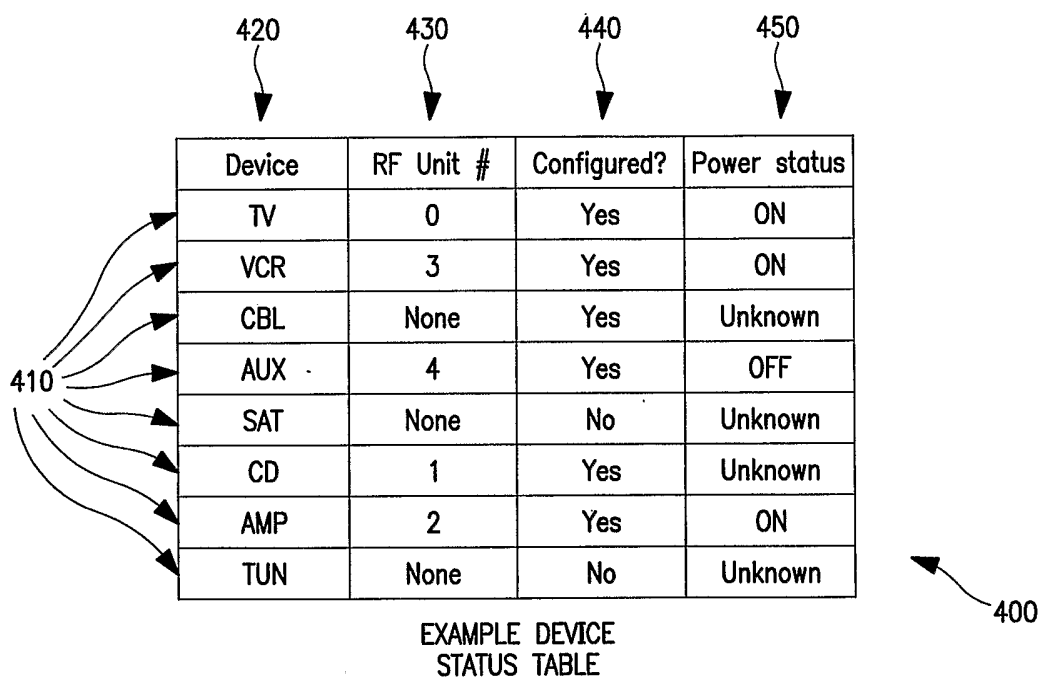 420 430 440 450
Device RF Unit # Configured? Power status
TV 0 Yes ON
VCR 3 Yes ON
CBL None Yes Unknown
AUX 4 Yes OFF
410
SAT None No Unknown
CD 1 Yes Unknown
AMP 2 Yes ON
TUN None No Unknown
400
EXAMPLE DEVICE
STATUS TABLE